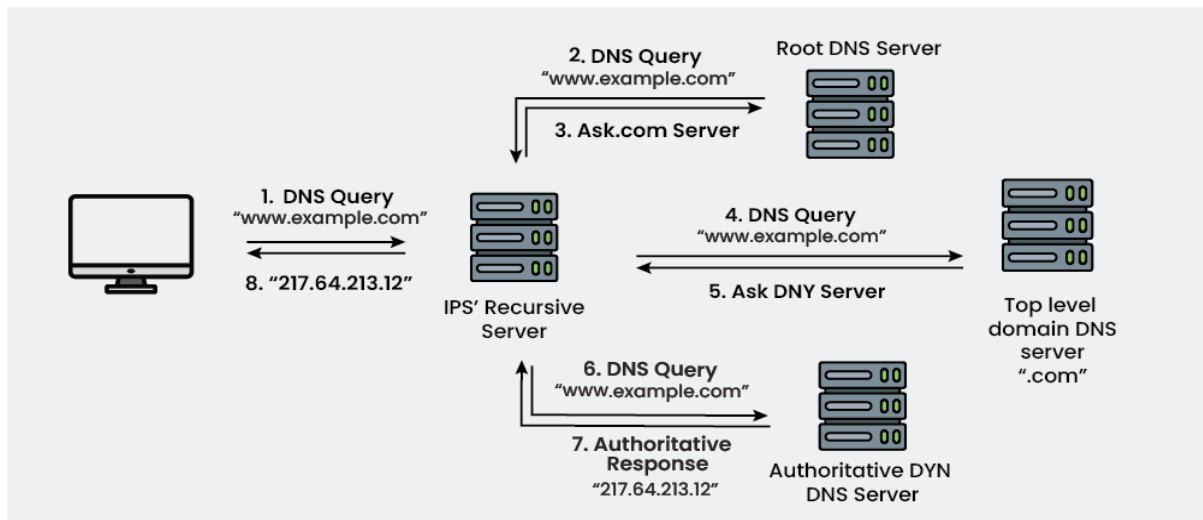 2. DNS Query
“www.example.com”
3. Ask.com Server
Root DNS Server
1. DNS Query
“www.example.com”
8. “217.64.213.12”
IPS’ Recursive
Server
4. DNS Query
“www.example.com”
5. Ask DNY Server
Top level
domain DNS
server
“.com”
6. DNS Query
“www.example.com”
7. Authoritative
Response
“217.64.213.12”
Authoritative DYN
DNS Server